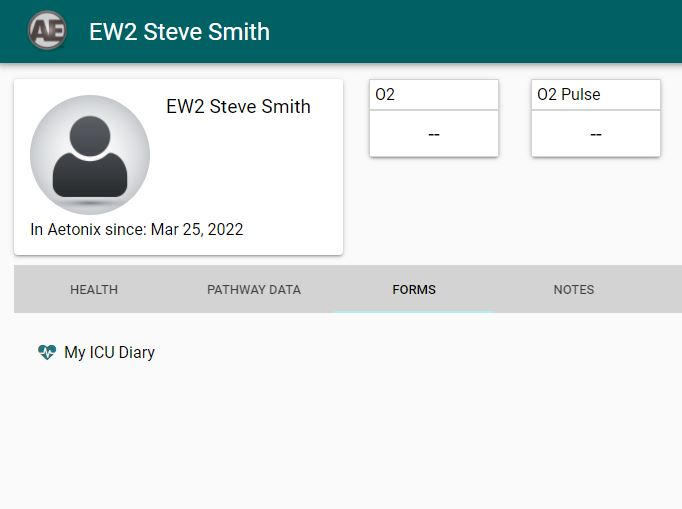 AE EW2 Steve Smith
EW2 Steve Smith
In Aetonix since: Mar 25, 2022
O2
--
O2 Pulse
--
HEALTH PATHWAY DATA FORMS NOTES
My ICU Diary